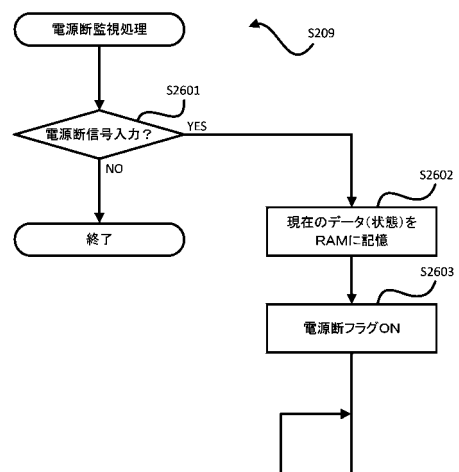 電源断監視処理
S209
S2601
電源断信号入力？
YES
NO
S2602
現在のデータ(状態)を
RAMに記憶
終了
S2603
電源断フラグON